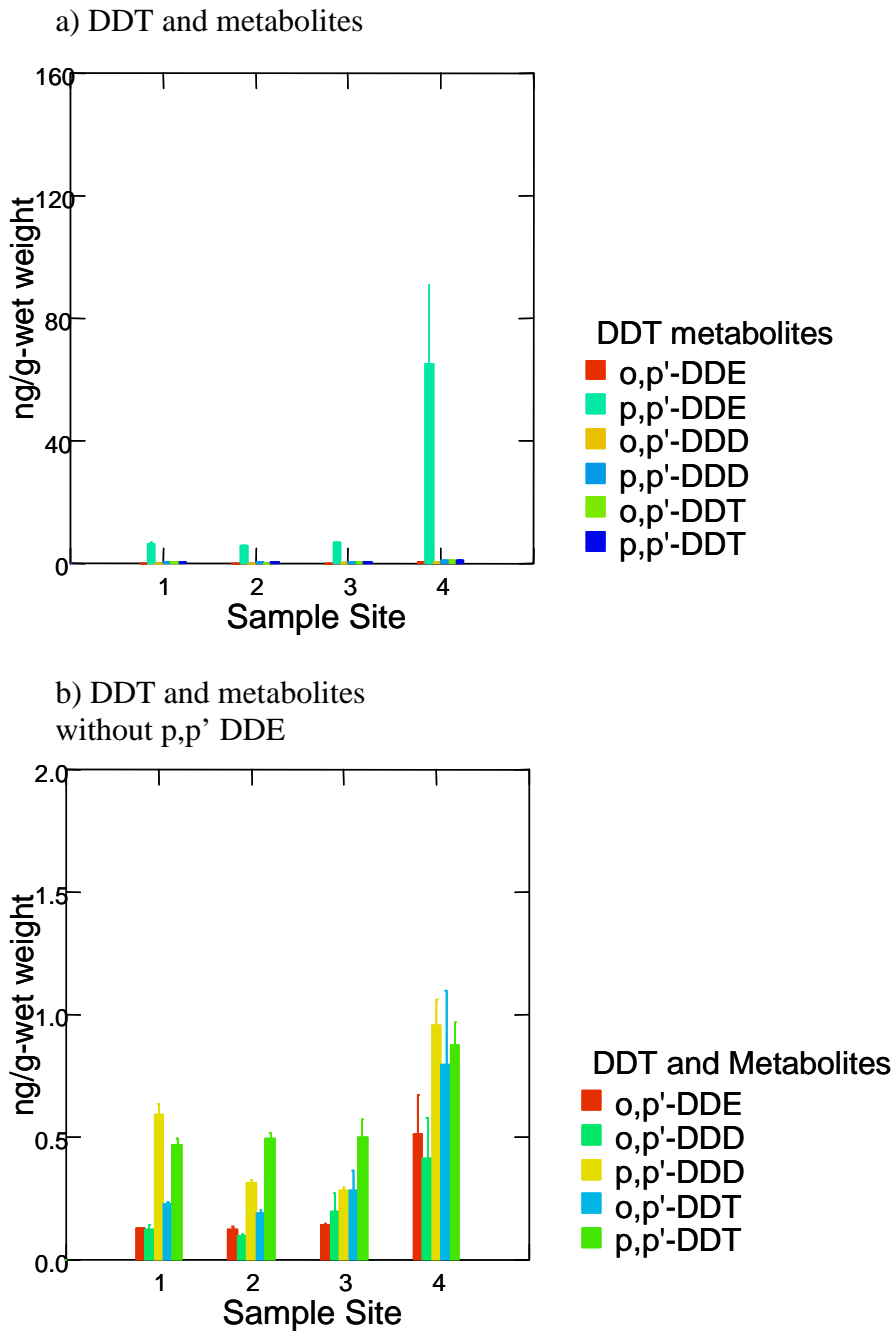 a) DDT and metabolites
160
120
80
40
0
ng/g-wet weight
1 2 3 4
Sample Site
DDT metabolites
o,p'-DDE
p,p'-DDE
o,p'-DDD
p,p'-DDD
o,p'-DDT
p,p'-DDT
b) DDT and metabolites
without p,p’ DDE
2.0
1.5
1.0
0.5
0.0
ng/g-wet weight
1 2 3 4
Sample Site
DDT and Metabolites
o,p'-DDE
o,p'-DDD
p,p'-DDD
o,p'-DDT
p,p'-DDT